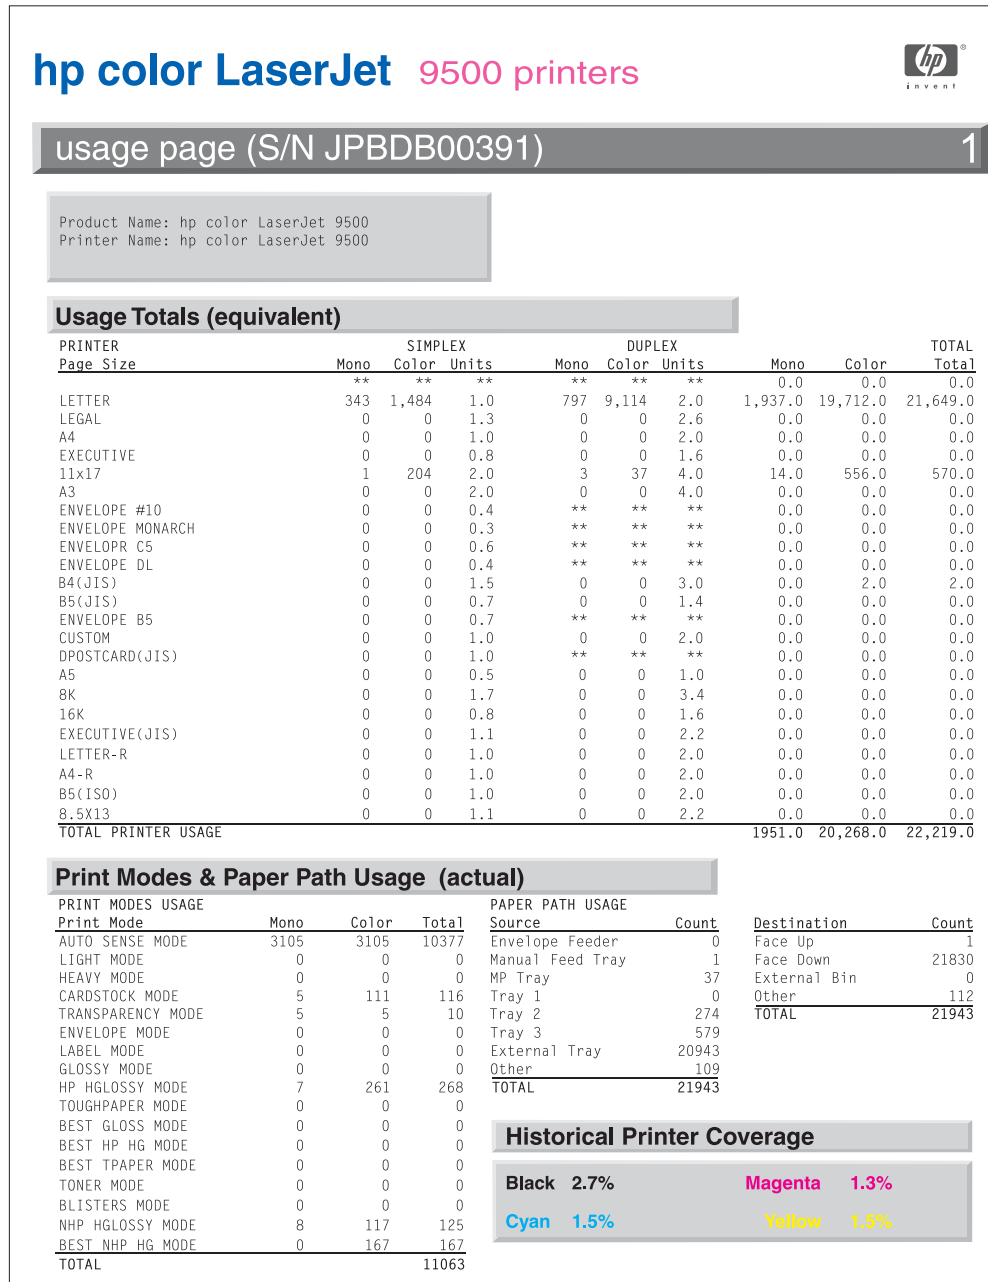 hp color LaserJet 9500 printers
hp
®
invent
usage page (S/N JPBDB00391) 1
Product Name: hp color LaserJet 9500
Printer Name: hp color LaserJet 9500
Usage Totals (equivalent)
PRINTER SIMPLEX DUPLEX TOTAL
Page Size Mono Color Units Mono Color Units Mono Color Total
** ** ** ** ** ** 0.0 0.0 0.0
LETTER 343 1,484 1.0 797 9,114 2.0 1,937.0 19,712.0 21,649.0
LEGAL 0 0 1.3 0 0 2.6 0.0 0.0 0.0
A4 0 0 1.0 0 0 2.0 0.0 0.0 0.0
EXECUTIVE 0 0 0.8 0 0 1.6 0.0 0.0 0.0
11x17 1 204 2.0 3 37 4.0 14.0 556.0 570.0
A3 0 0 2.0 0 0 4.0 0.0 0.0 0.0
ENVELOPE #10 0 0 0.4 ** ** ** 0.0 0.0 0.0
ENVELOPE MONARCH 0 0 0.3 ** ** ** 0.0 0.0 0.0
ENVELOPR C5 0 0 0.6 ** ** ** 0.0 0.0 0.0
ENVELOPE DL 0 0 0.4 ** ** ** 0.0 0.0 0.0
B4(JIS) 0 0 1.5 0 0 3.0 0.0 2.0 2.0
B5(JIS) 0 0 0.7 0 0 1.4 0.0 0.0 0.0
ENVELOPE B5 0 0 0.7 ** ** ** 0.0 0.0 0.0
CUSTOM 0 0 1.0 0 0 2.0 0.0 0.0 0.0
DPOSTCARD(JIS) 0 0 1.0 ** ** ** 0.0 0.0 0.0
A5 0 0 0.5 0 0 1.0 0.0 0.0 0.0
8K 0 0 1.7 0 0 3.4 0.0 0.0 0.0
16K 0 0 0.8 0 0 1.6 0.0 0.0 0.0
EXECUTIVE(JIS) 0 0 1.1 0 0 2.2 0.0 0.0 0.0
LETTER-R 0 0 1.0 0 0 2.0 0.0 0.0 0.0
A4-R 0 0 1.0 0 0 2.0 0.0 0.0 0.0
B5(ISO) 0 0 1.0 0 0 2.0 0.0 0.0 0.0
8.5X13 0 0 1.1 0 0 2.2 0.0 0.0 0.0
TOTAL PRINTER USAGE 1951.0 20,268.0 22,219.0
Print Modes & Paper Path Usage (actual)
PRINT MODES USAGE
Print Mode Mono Color Total
AUTO SENSE MODE 3105 3105 10377
LIGHT MODE 0 0 0
HEAVY MODE 0 0 0
CARDSTOCK MODE 5 111 116
TRANSPARENCY MODE 5 5 10
ENVELOPE MODE 0 0 0
LABEL MODE 0 0 0
GLOSSY MODE 0 0 0
HP HGLOSSY MODE 7 261 268
TOUGHPAPER MODE 0 0 0
BEST GLOSS MODE 0 0 0
BEST HP HG MODE 0 0 0
BEST TPAPER MODE 0 0 0
TONER MODE 0 0 0
BLISTERS MODE 0 0 0
NHP HGLOSSY MODE 8 117 125
BEST NHP HG MODE 0 167 167
TOTAL 11063
PAPER PATH USAGE
Source Count
Envelope Feeder 0
Manual Feed Tray 1
MP Tray 37
Tray 1 0
Tray 2 274
Tray 3 579
External Tray 20943
Other 109
TOTAL 21943
Destination Count
Face Up 1
Face Down 21830
External Bin 0
Other 112
TOTAL 21943
Historical Printer Coverage
Black 2.7% Magenta 1.3%
Cyan 1.5% Yellow 1.5%